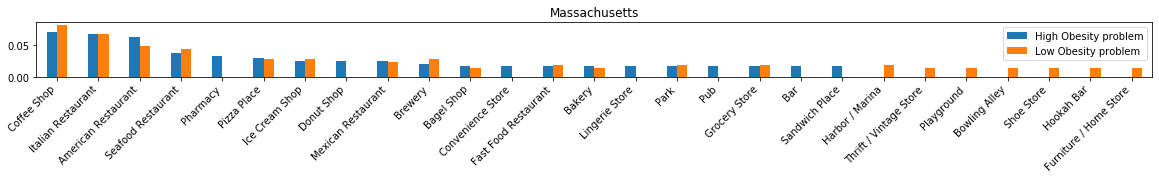 Massachusetts
High Obesity problem
Low Obesity problem
0.05
0.00
Coffee Shop
Italian Restaurant
American Restaurant
Seafood Restaurant
Pharmacy
Pizza Place
Ice Cream Shop
Donut Shop
Mexican Restaurant
Brewery
Bagel Shop
Convenience Store
Fast Food Restaurant
Bakery
Lingerie Store
Park
Pub
Grocery Store
Bar
Sandwich Place
Harbor / Marina
Thrift / Vintage Store
Playground
Bowling Alley
Shoe Store
Hookah Bar
Furniture / Home Store